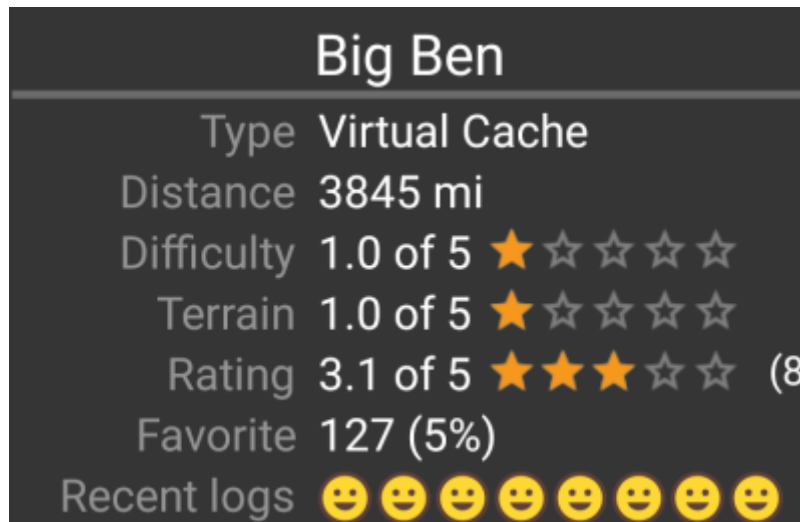 Big Ben
Type Virtual Cache
Distance 3845 mi
Difficulty 1.0 of 5
Terrain 1.0 of 5
Rating 3.1 of 5 (8
Favorite 127 (5%)
Recent logs